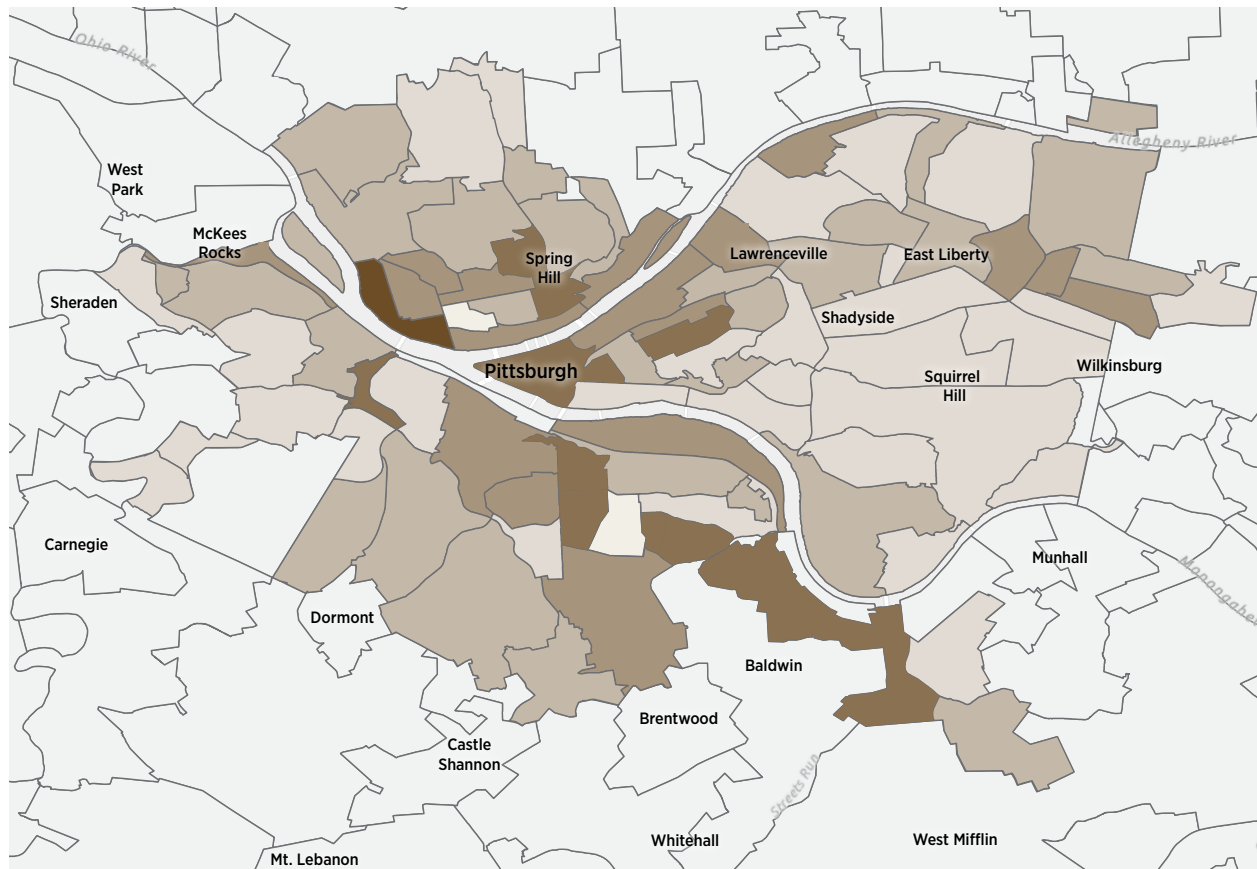 Ohio River
Allegheny River
West
Park
McKees
Rocks
Spring
Hill
Lawrenceville
East Liberty
Sheraden
Shadyside
Pittsburgh
Squirrel
Hill
Wilkinsburg
Carnegie
Munhall
Dormont
Baldwin
Brentwood
Castle
Shannon
Streets Run
Whitehall
West Mifflin
Mt. Lebanon